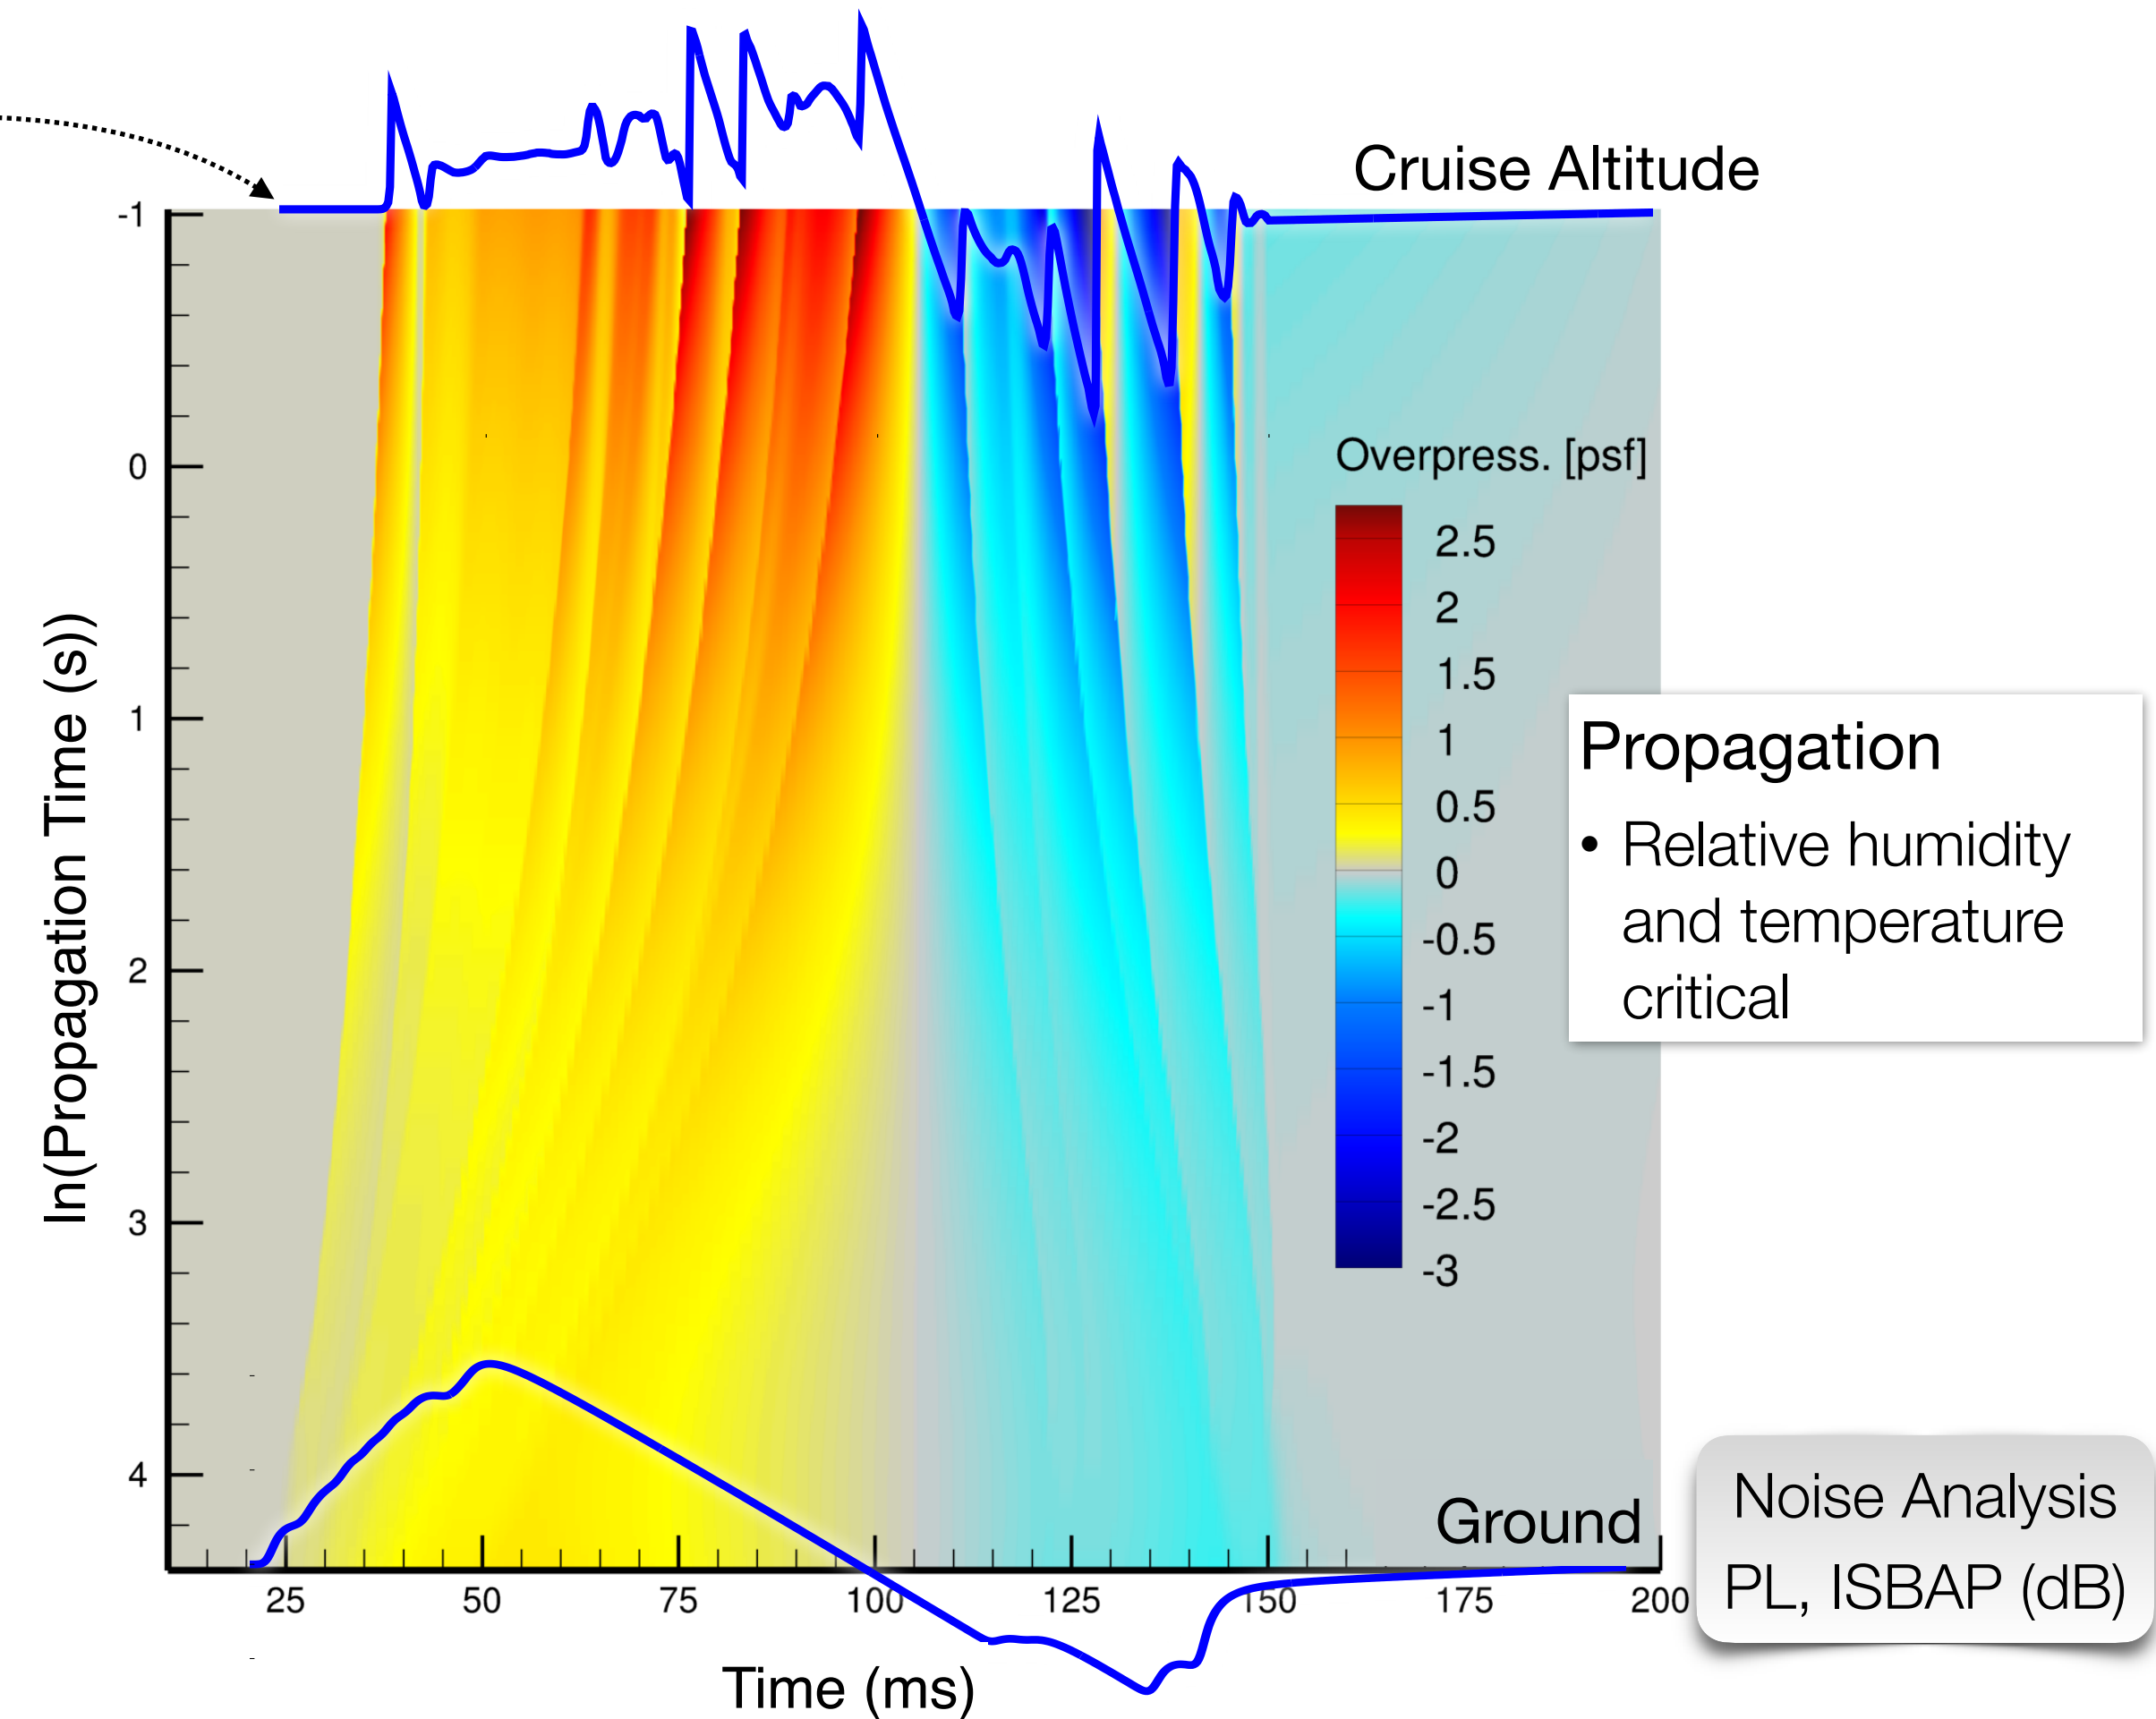 Cruise Altitude
-1
0
1
2
3
4
ln(Propagation Time (s))
Overpress. [psf]
2.5
2
1.5
1
0.5
0
-0.5
-1
-1.5
-2
-2.5
-3
Propagation
• Relative humidity
and temperature
critical
Ground
25 50 75 100 125 150 175 200
Time (ms)
Noise Analysis
PL, ISBAP (dB)